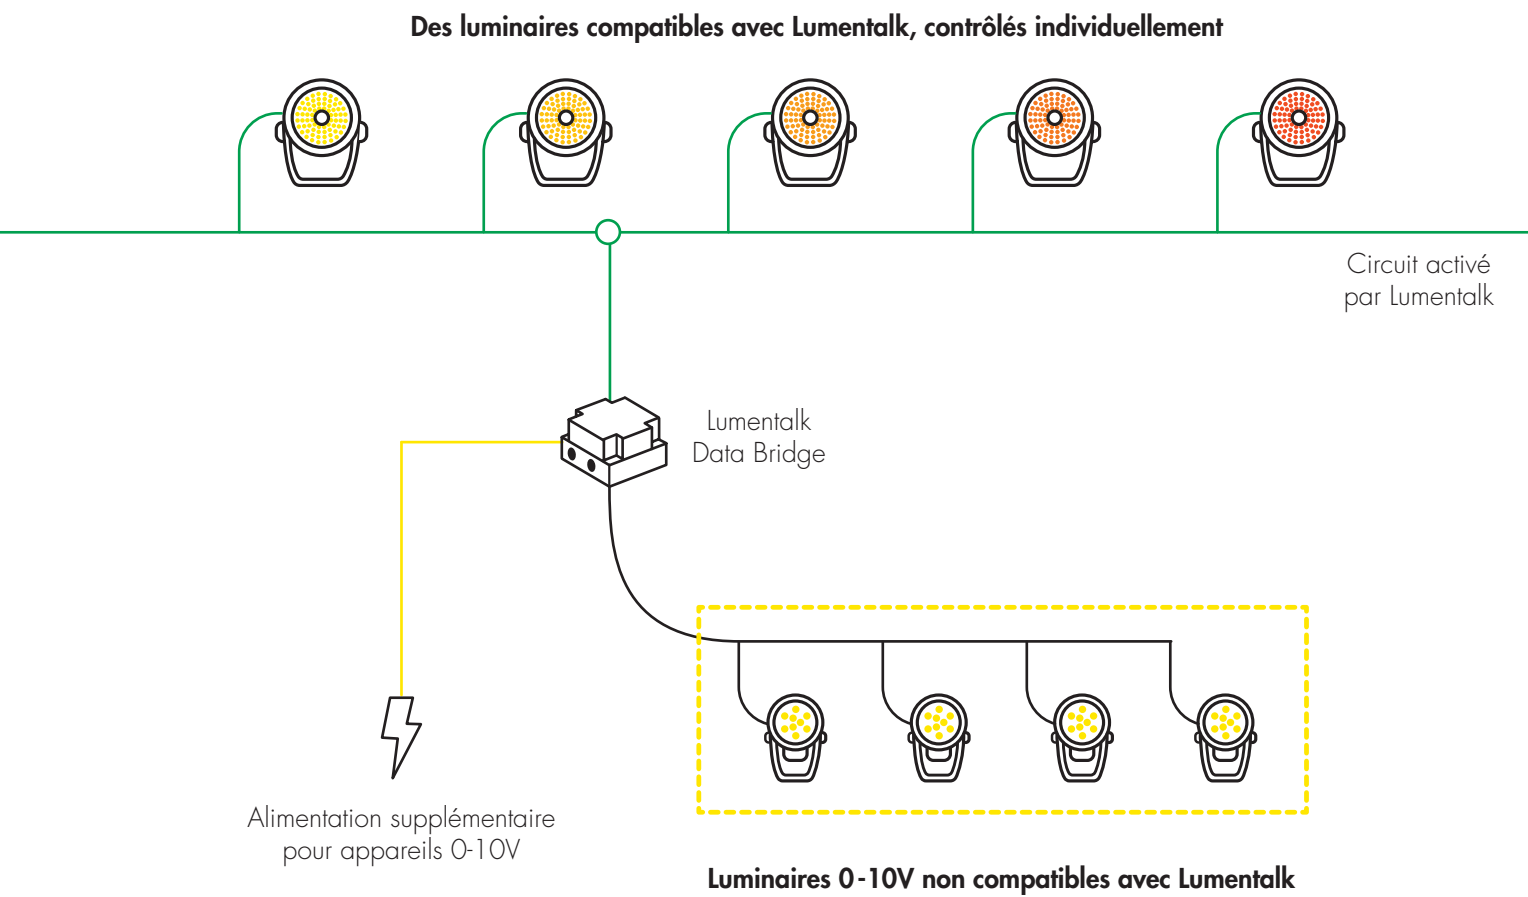 Des luminaires compatibles avec Lumentalk, contrôlés individuellement
Circuit activé
par Lumentalk
Lumentalk
Data Bridge
Alimentation supplémentaire
pour appareils 0-10V
Luminaires 0-10V non compatibles avec Lumentalk